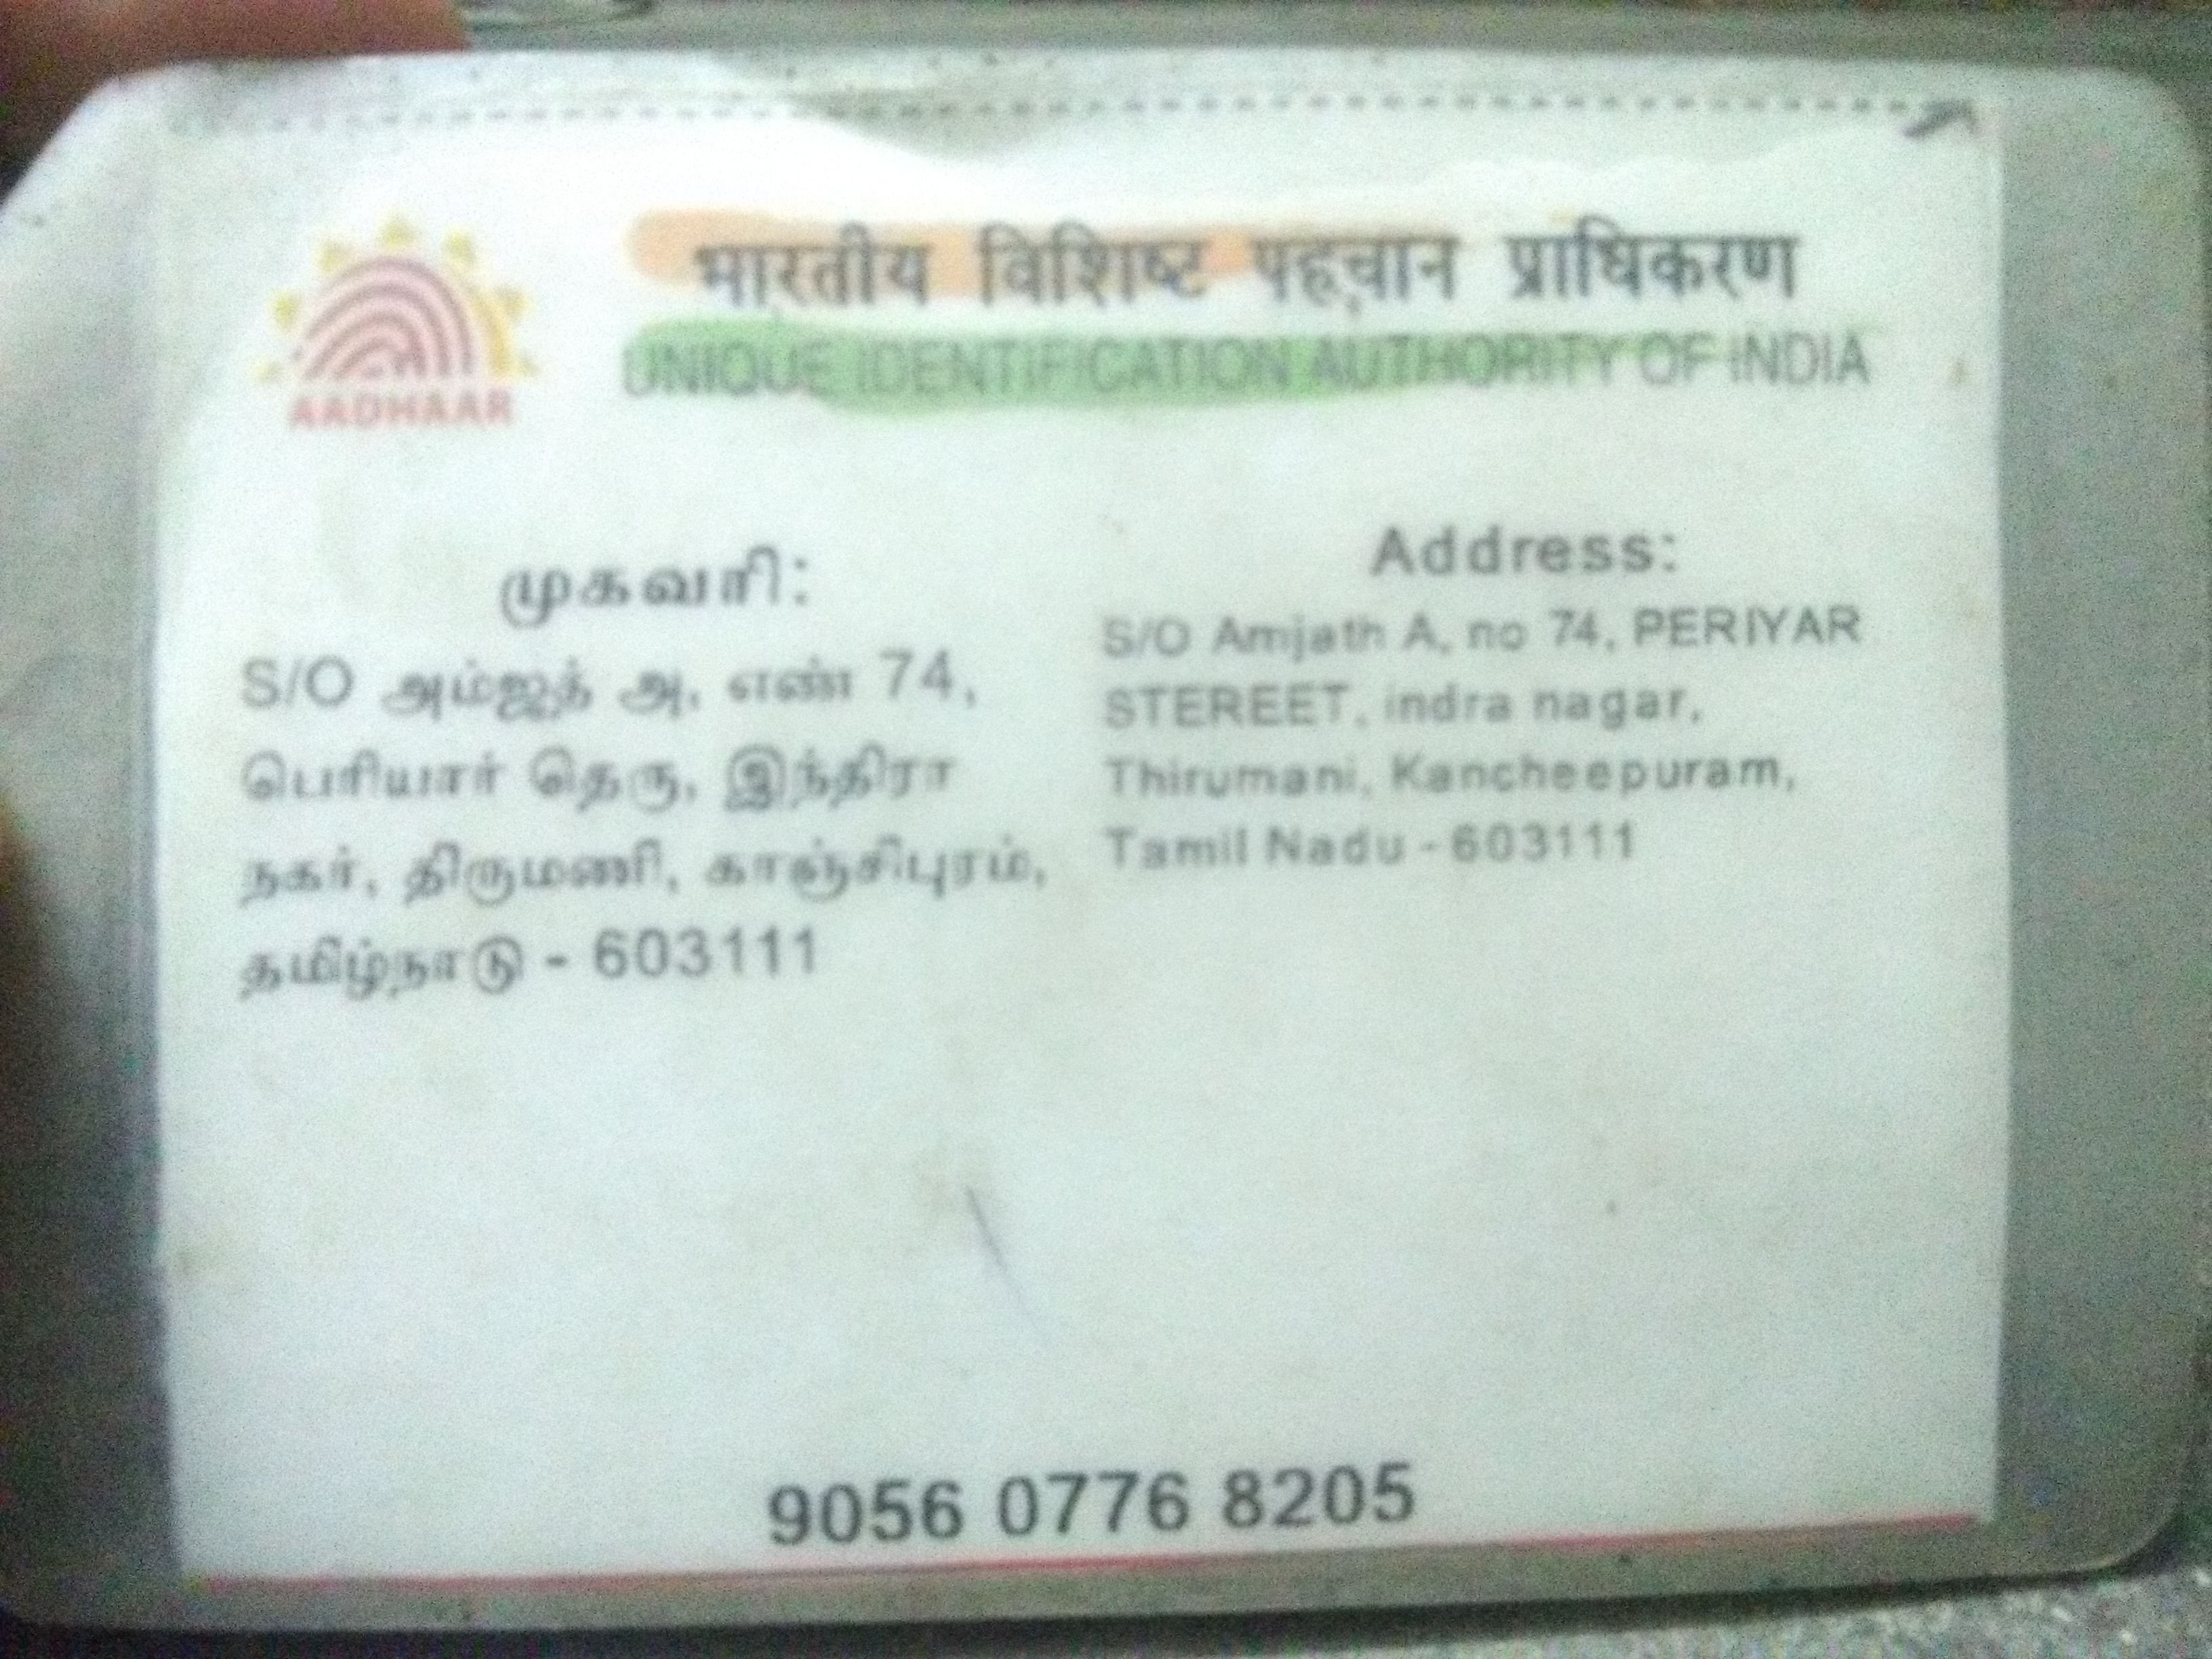 भारतीय विशिष्ट पहचान प्राधिकरण
UNIQUE IDENTIFICATION AUTHORITY OF INDIA
AADHAAR
முகவரி:
S/O அம்ஜத் அ, எண் 74,
பெரியார் தெரு, இந்திரா
நகர், திருமணி, காஞ்சிபுரம்,
தமிழ்நாடு - 603111
Address:
S/O Amjath A, no 74, PERIYAR
STEREET, indra nagar,
Thirumani, Kancheepuram,
Tamil Nadu - 603111
9056 0776 8205